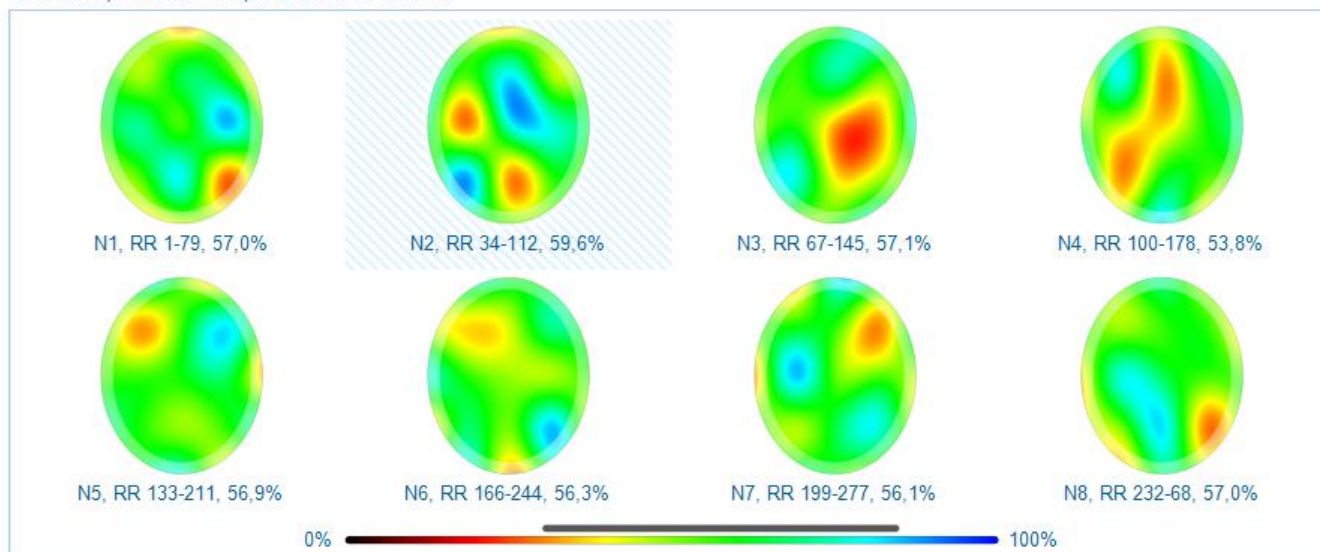 N1, RR 1-79, 57,0%
N2, RR 34-112, 59,6%
N3, RR 67-145, 57,1%
N4, RR 100-178, 53,8%
N5, RR 133-211, 56,9%
N6, RR 166-244, 56,3%
N7, RR 199-277, 56,1%
N8, RR 232-68, 57,0%
0%
100%